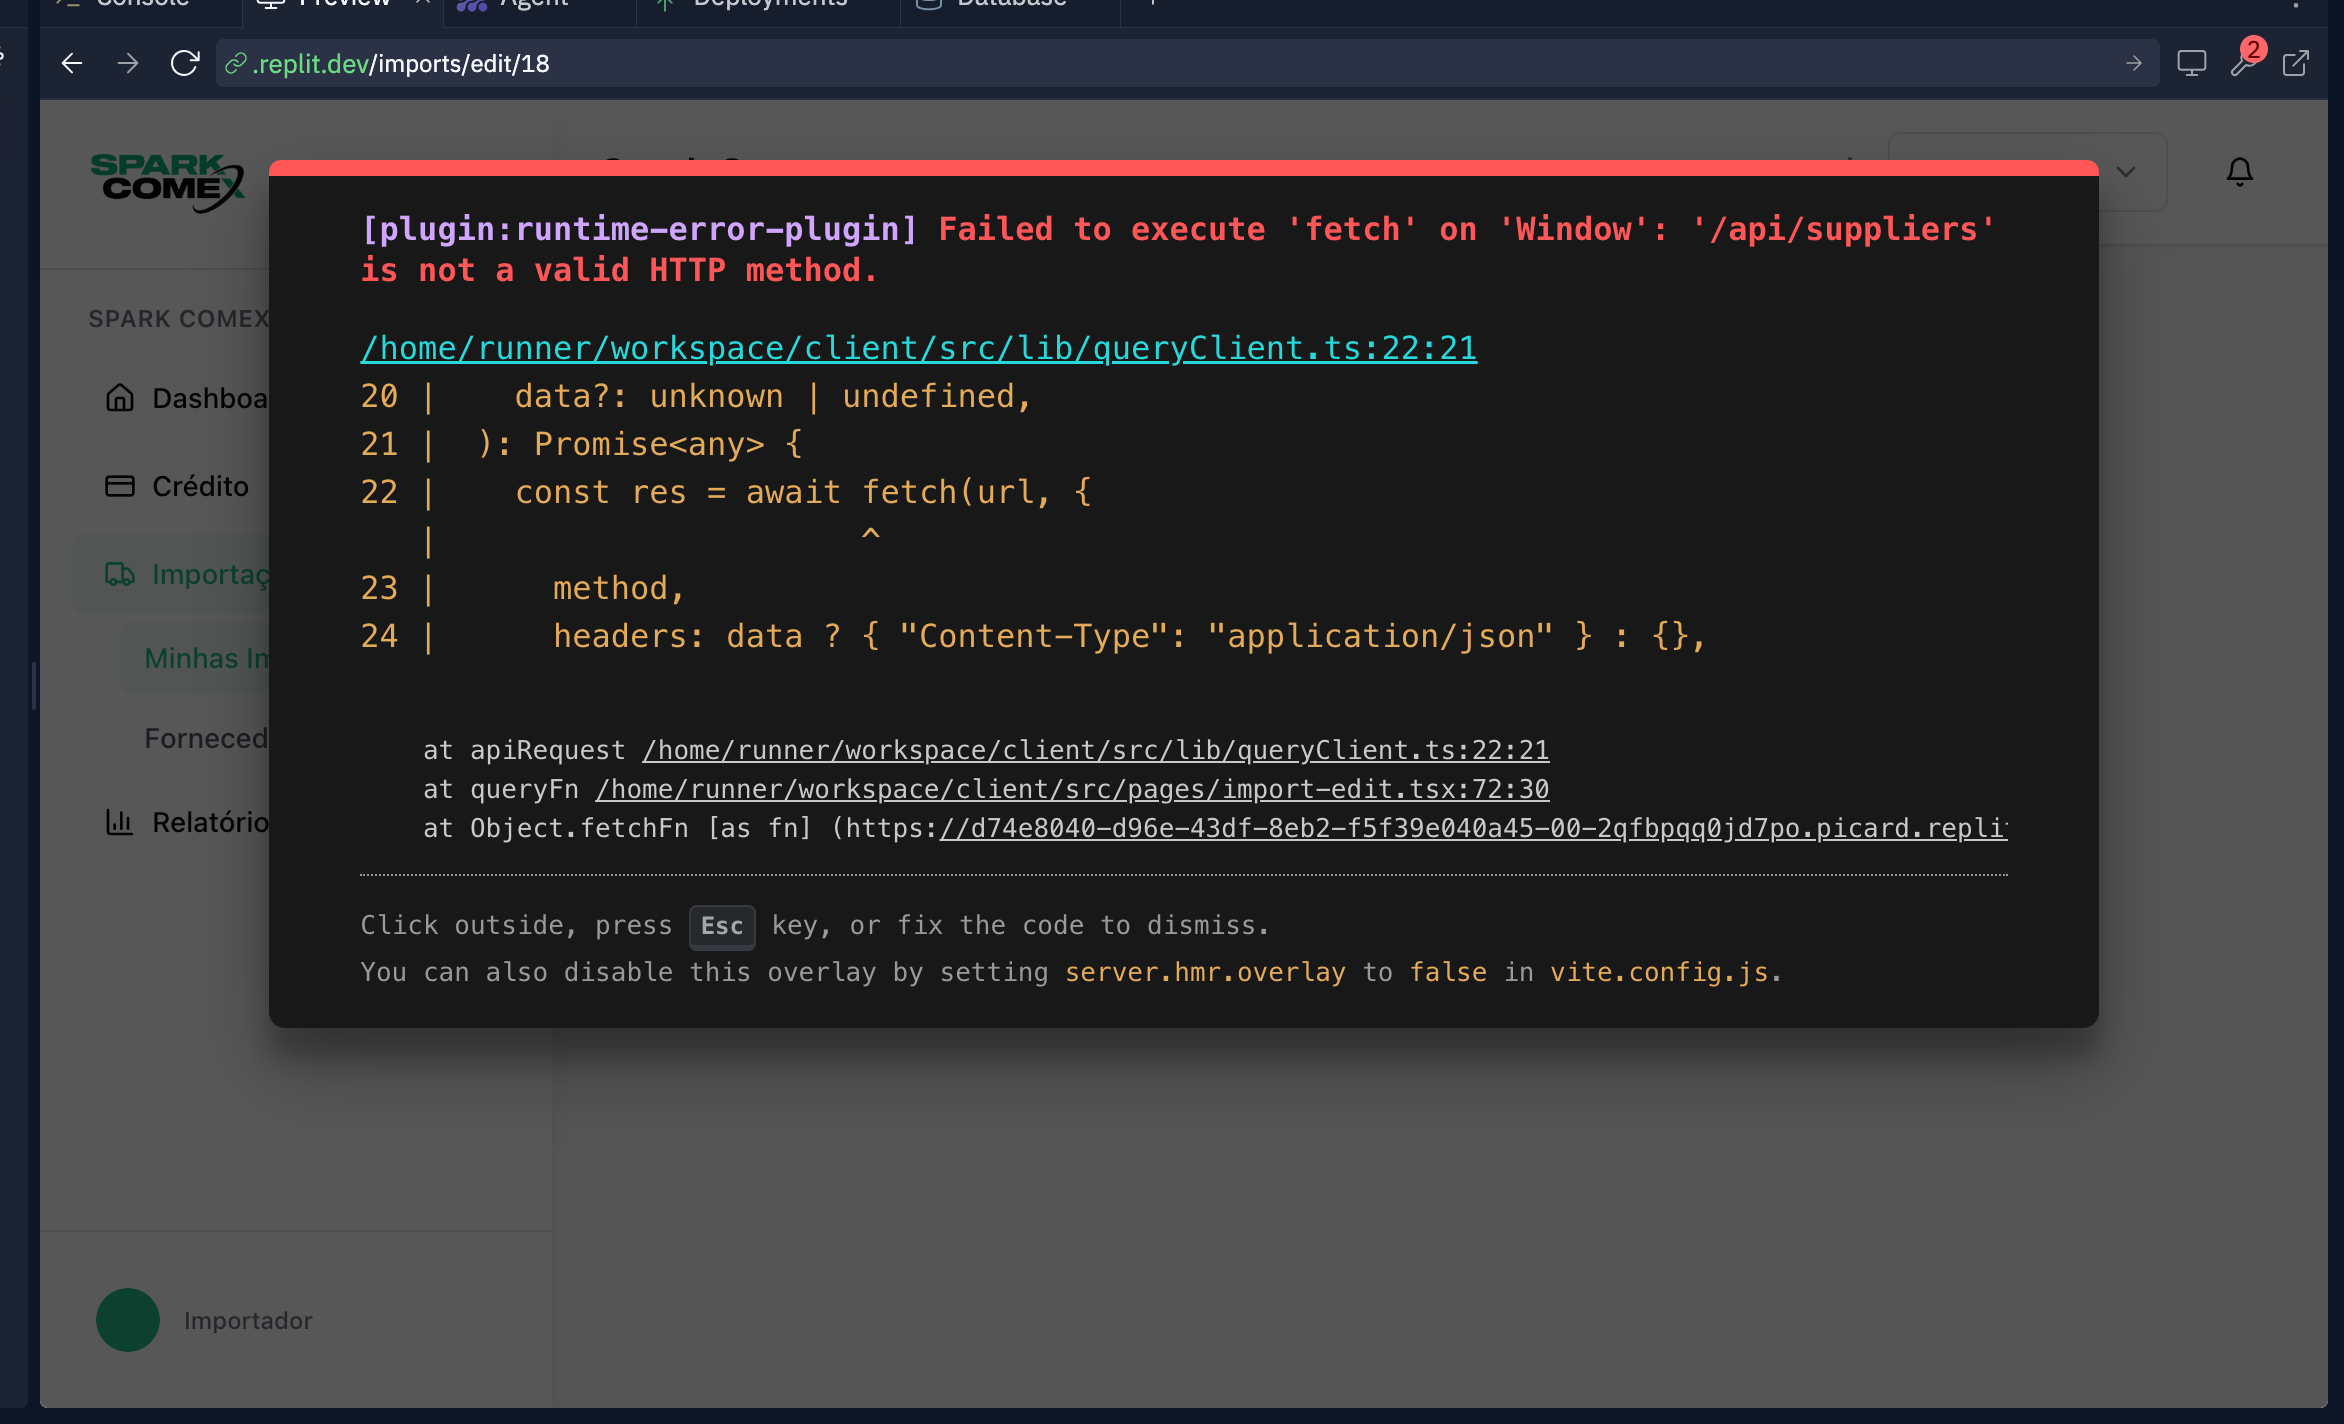 Console
Preview
Agent
Deployments
Database
.replit.dev/imports/edit/18
2
SPARK
COMEX
SPARK COMEX
Dashboa
Crédito
Importaç
Minhas Im
Forneced
Relatório
[plugin:runtime-error-plugin] Failed to execute 'fetch' on 'Window': '/api/suppliers'
is not a valid HTTP method.
/home/runner/workspace/client/src/lib/queryClient.ts:22:21
20 | data?: unknown | undefined,
21 | ): Promise<any> {
22 | const res = await fetch(url, {
| ^
23 | method,
24 | headers: data ? { "Content-Type": "application/json" } : {},
at apiRequest /home/runner/workspace/client/src/lib/queryClient.ts:22:21
at queryFn /home/runner/workspace/client/src/pages/import-edit.tsx:72:30
at Object.fetchFn [as fn] (https://d74e8040-d96e-43df-8eb2-f5f39e040a45-00-2qfbpqq0jd7po.picard.repli
Click outside, press Esc key, or fix the code to dismiss.
You can also disable this overlay by setting server.hmr.overlay to false in vite.config.js.
Importador